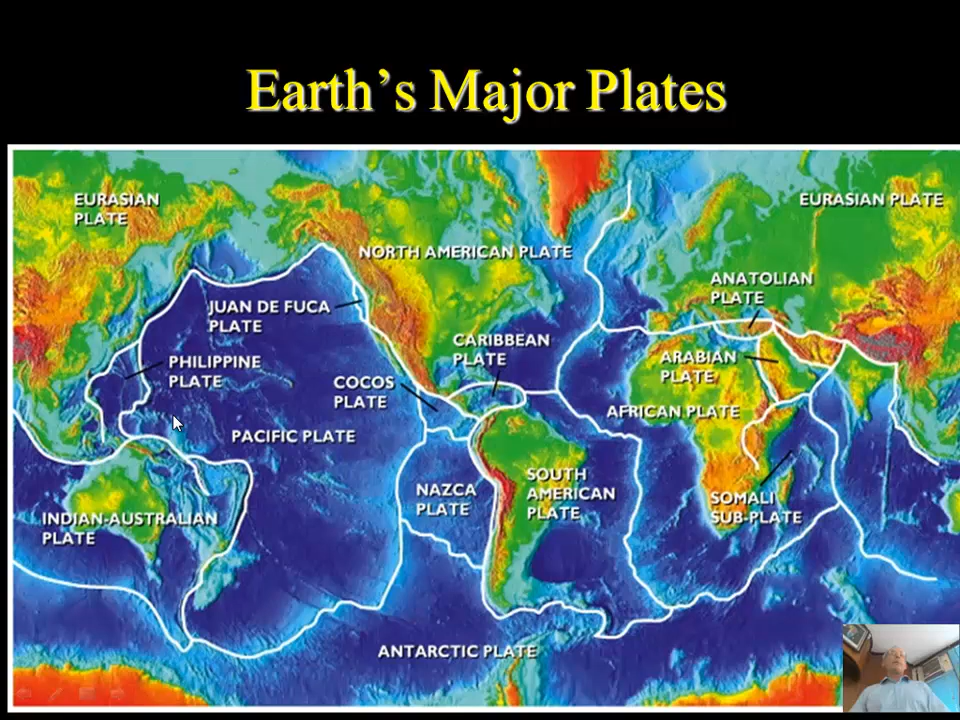 Earth's Major Plates
EURASIAN
PLATE
EURASIAN PLATE
NORTH AMERICAN PLATE
ANATOLIAN
PLATE
JUAN DE FUCA
PLATE
CARIBBEAN
PLATE
PHILIPPINE
PLATE
ARABIAN
PLATE
COCOS
PLATE
AFRICAN PLATE
PACIFIC PLATE
NAZCA
PLATE
SOUTH
AMERICAN
PLATE
SOMALI
SUB-PLATE
INDIAN-AUSTRALIAN
PLATE
ANTARCTIC PLATE